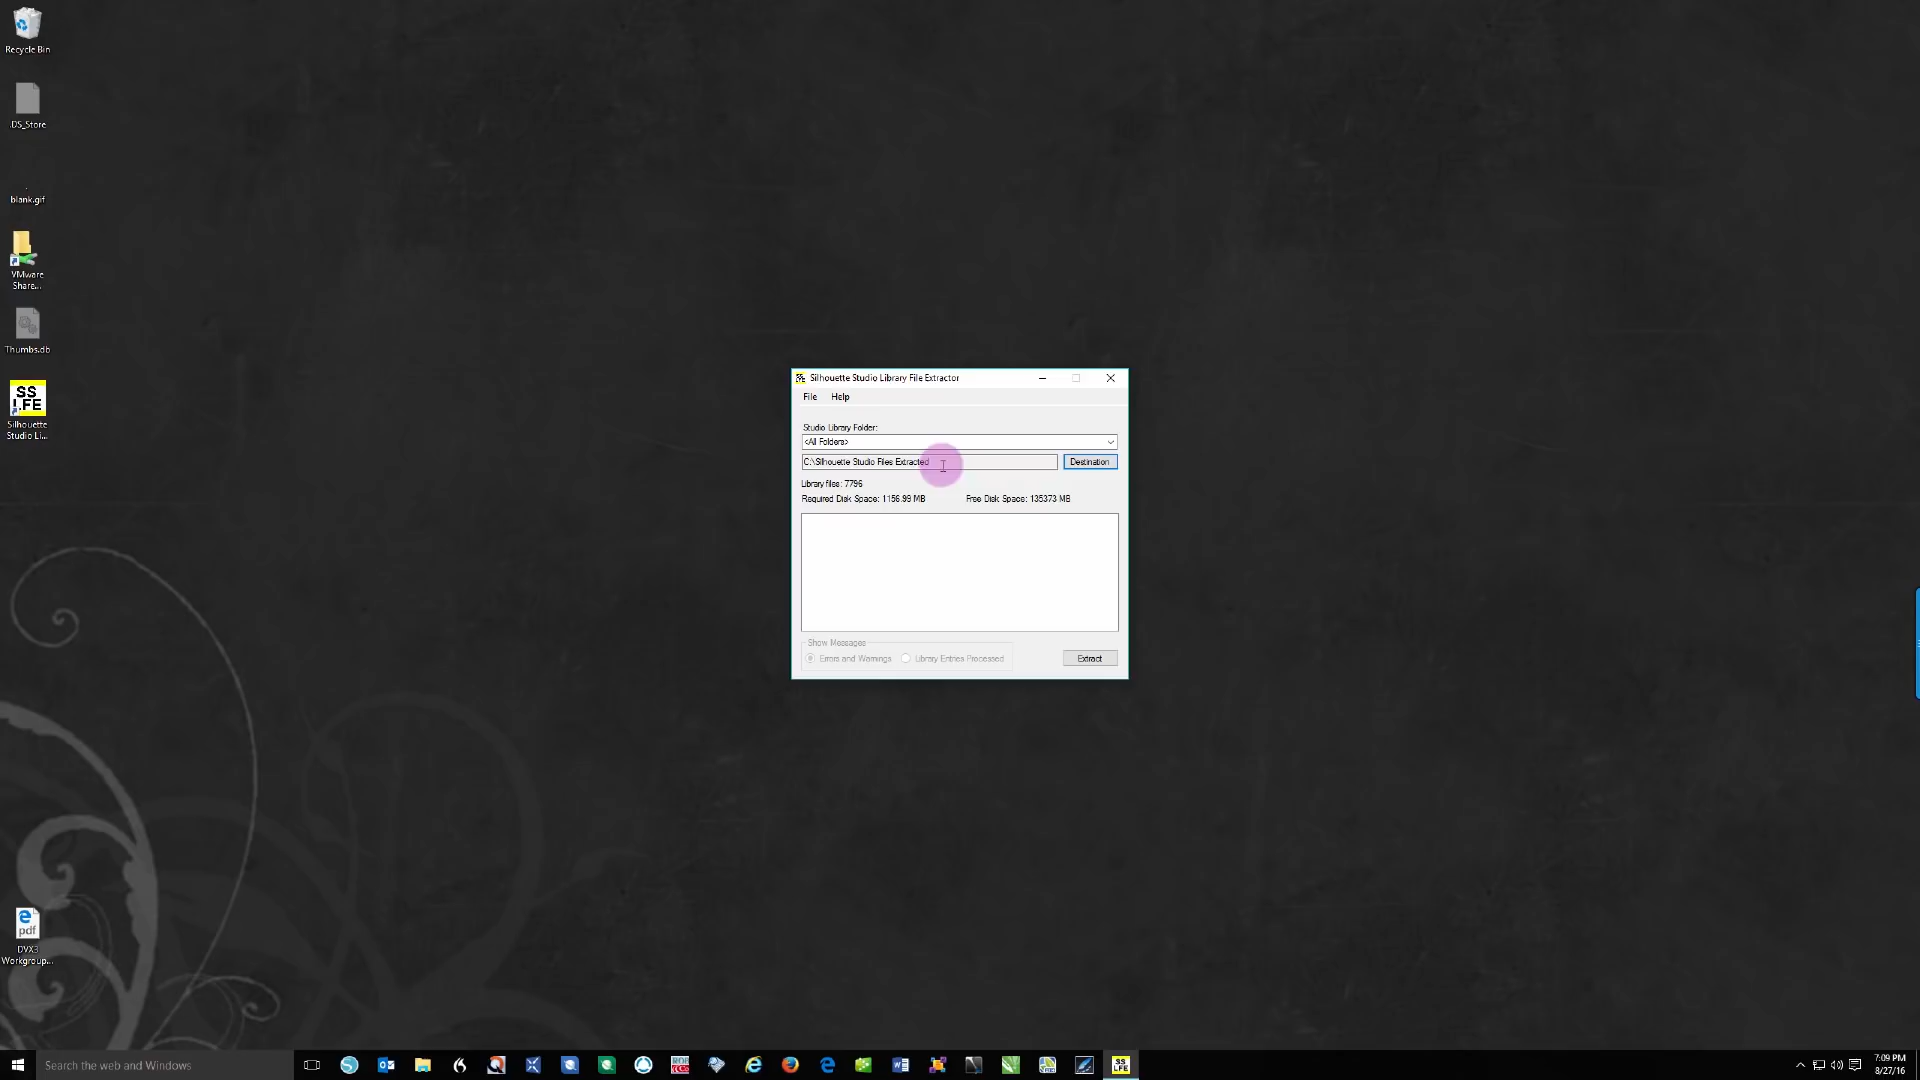 Recycle Bin
.DS_Store
blank.gif
VMware
Share...
Thumbs.db
SS
LFE
Silhouette
Studio Li...
pdf
DVX3
Workgroup...
Silhouette Studio Library File Extractor
File Help
Studio Library Folder:
<All Folders>
C:\Silhouette Studio Files Extracted
Destination
Library files: 7796
Required Disk Space: 1156.99 MB
Free Disk Space: 135373 MB
Show Messages
Errors and Warnings
Library Entries Processed
Extract
Search the web and Windows
SS
LFE
7:09 PM
8/27/16